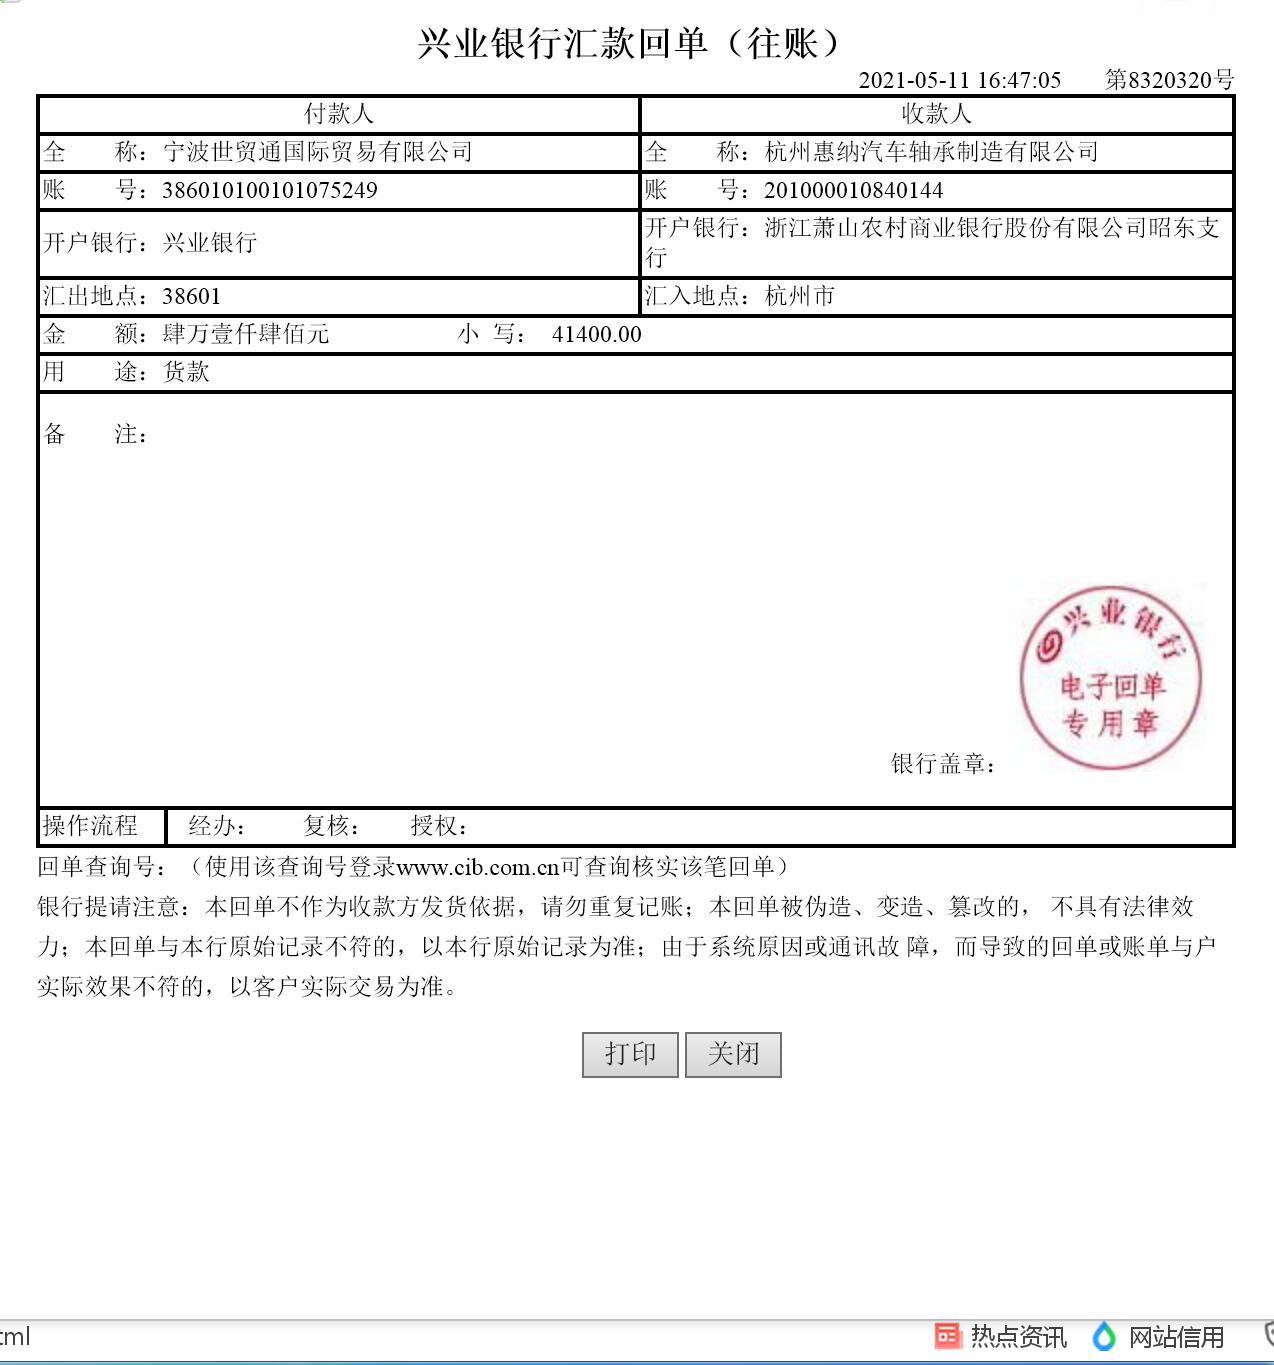 兴业银行汇款回单（往账）
2021-05-11 16:47:05 第8320320号
付款人 收款人
全 称：宁波世贸通国际贸易有限公司 全 称：杭州惠纳汽车轴承制造有限公司
账 号：386010100101075249 账 号：201000010840144
开户银行：兴业银行 开户银行：浙江萧山农村商业银行股份有限公司昭东支
行
汇出地点：38601 汇入地点：杭州市
金 额：肆万壹仟肆佰元 小 写： 41400.00
用 途：货款
备 注：
兴业银行
电子回单
专用章
银行盖章：
操作流程 经办： 复核： 授权：
回单查询号：（使用该查询号登录www.cib.com.cn可查询核实该笔回单）
银行提请注意：本回单不作为收款方发货依据，请勿重复记账；本回单被伪造、变造、篡改的， 不具有法律效
力；本回单与本行原始记录不符的，以本行原始记录为准；由于系统原因或通讯故 障，而导致的回单或账单与户
实际效果不符的，以客户实际交易为准。
打印 关闭
tml 热点资讯 网站信用